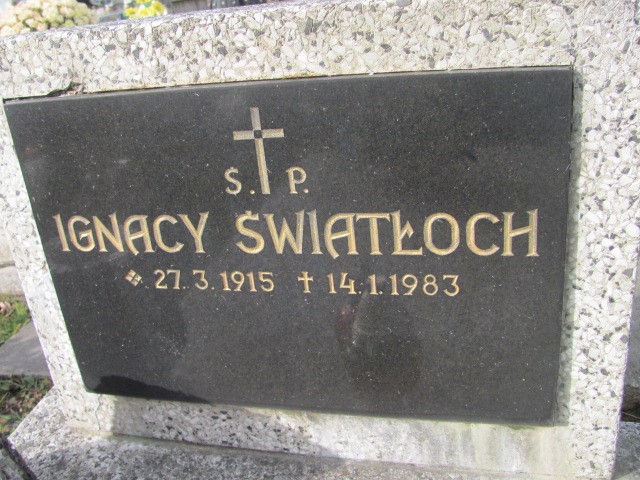 Ś. P.
IGNACY ŚWIATŁOCH
27.3.1915 † 14.1.1983